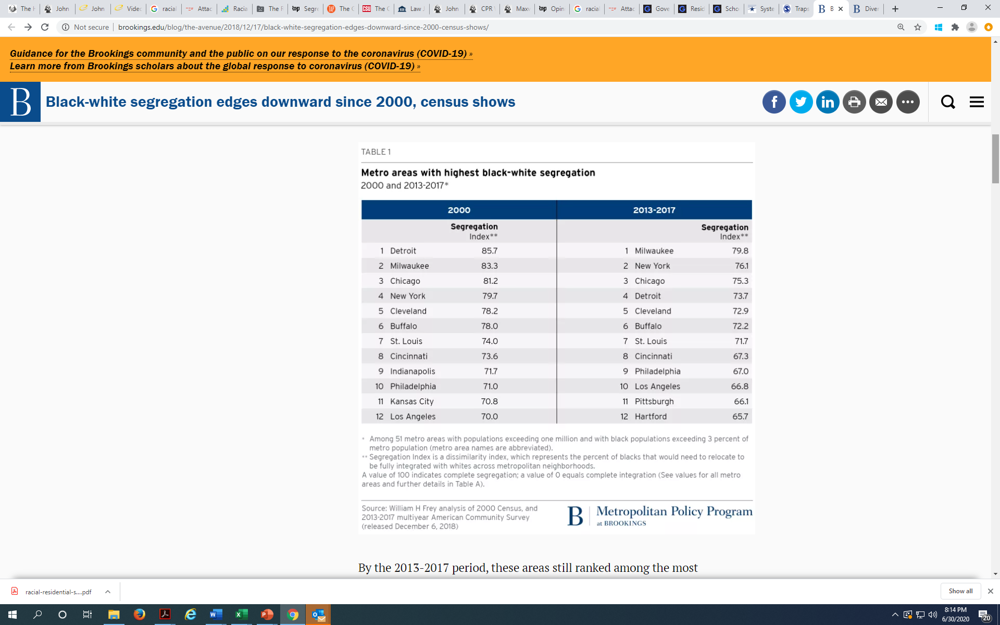 The H
John
John
Video
racial
Attac
Racia
The R
Segre
The C
The C
Law J
John
CPR
Maxw
Opin
racial
Attac
Gove
Resid
Scho
Syste
Traps
B
Diver
Not secure
brookings.edu/blog/the-avenue/2018/12/17/black-white-segregation-edges-downward-since-2000-census-shows/
Guidance for the Brookings community and the public on our response to the coronavirus (COVID-19) »
Learn more from Brookings scholars about the global response to coronavirus (COVID-19) »
B Black-white segregation edges downward since 2000, census shows
TABLE 1
Metro areas with highest black-white segregation
2000 and 2013-2017*
2000 2013-2017
Segregation Segregation
Index** Index**
1 Detroit 85.7 1 Milwaukee 79.8
2 Milwaukee 83.3 2 New York 76.1
3 Chicago 81.2 3 Chicago 75.3
4 New York 79.7 4 Detroit 73.7
5 Cleveland 78.2 5 Cleveland 72.9
6 Buffalo 78.0 6 Buffalo 72.2
7 St. Louis 74.0 7 St. Louis 71.7
8 Cincinnati 73.6 8 Cincinnati 67.3
9 Indianapolis 71.7 9 Philadelphia 67.0
10 Philadelphia 71.0 10 Los Angeles 66.8
11 Kansas City 70.8 11 Pittsburgh 66.1
12 Los Angeles 70.0 12 Hartford 65.7
* Among 51 metro areas with populations exceeding one million and with black populations exceeding 3 percent of
metro population (metro area names are abbreviated).
** Segregation Index is a dissimilarity index, which represents the percent of blacks that would need to relocate to
be fully integrated with whites across metropolitan neighborhoods.
A value of 100 indicates complete segregation; a value of 0 equals complete integration (See values for all metro
areas and further details in Table A).
Source: William H Frey analysis of 2000 Census, and
2013-2017 multiyear American Community Survey
(released December 6, 2018)
B Metropolitan Policy Program
at BROOKINGS
By the 2013-2017 period, these areas still ranked among the most
racial-residential-s....pdf
Show all
8:14 PM
6/30/2020
20